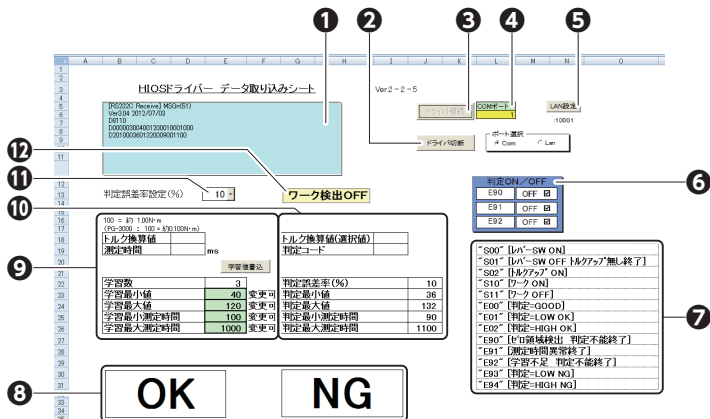 ❶ ❷ ❸ ❹ ❺
A B C D E F G H I J K L M N O
HIOSドライバー データ取り込みシート
Ver.2-2-5
[RS232C Receive] MSG=(51)
Ver3.04 2012/07/03
D8110
D000003004001200010001000
D2010003601320009001100
ドライバ接続
COMポート
1
LAN設定
:10001
ドライバ切断
ポート選択
Com Lan
⓬
⓫
判定誤差率設定(%) 10
ワーク検出OFF
判定ON/OFF
E90 OFF
E91 OFF
E92 OFF
❻
❿
100 = 約 1.00N・m
(PG-3000 : 100 = 約0.100N・m)
トルク換算値
測定時間 ms
学習値書込
学習数 3
学習最小値 40 変更可
学習最大値 120 変更可
学習最小測定時間 100 変更可
学習最大測定時間 1000 変更可
❾
トルク換算値(選択値)
判定コード
判定誤差率(%) 10
判定最小値 36
判定最大値 132
判定最小測定時間 90
判定最大測定時間 1100
"S00" [レバーSW ON]
"S01" [レバーSW OFF トルクアップ無し終了]
"S02" [トルクアップ ON]
"S10" [ワーク ON]
"S11" [ワーク OFF]
"E00" [判定=GOOD]
"E01" [判定=LOW OK]
"E02" [判定=HIGH OK]
"E90" [ゼロ領域検出 判定不能終了]
"E91" [測定時間異常終了]
"E92" [学習不足 判定不能終了]
"E93" [判定=LOW NG]
"E94" [判定=HIGH NG]
❼
❽
OK NG